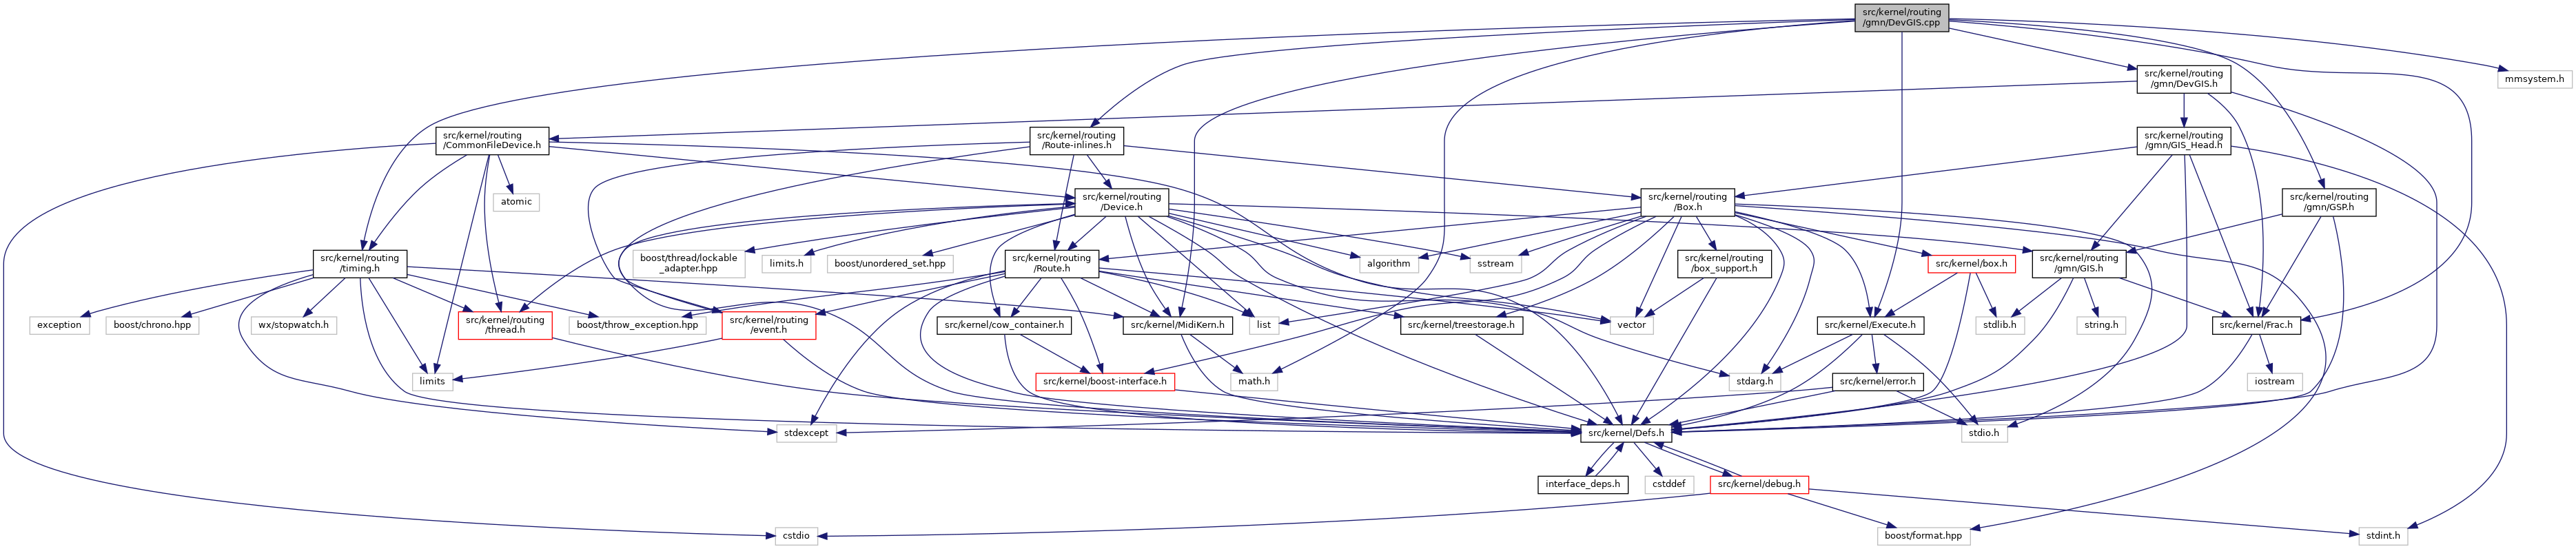 src/kernel/routing
/gmn/DevGIS.cpp
src/kernel/routing
/gmn/DevGIS.h
mmsystem.h
src/kernel/routing
/CommonFileDevice.h
src/kernel/routing
/Route-inlines.h
src/kernel/routing
/gmn/GIS_Head.h
atomic
src/kernel/routing
/Device.h
src/kernel/routing
/Box.h
src/kernel/routing
/gmn/GSP.h
src/kernel/routing
/timing.h
boost/thread/lockable
_adapter.hpp
limits.h
boost/unordered_set.hpp
src/kernel/routing
/Route.h
algorithm
sstream
src/kernel/routing
/box_support.h
src/kernel/box.h
src/kernel/routing
/gmn/GIS.h
exception
boost/chrono.hpp
wx/stopwatch.h
src/kernel/routing
/thread.h
boost/throw_exception.hpp
src/kernel/routing
/event.h
src/kernel/cow_container.h
src/kernel/MidiKern.h
list
src/kernel/treestorage.h
vector
src/kernel/Execute.h
stdlib.h
string.h
src/kernel/Frac.h
limits
src/kernel/boost-interface.h
math.h
stdarg.h
src/kernel/error.h
iostream
stdexcept
src/kernel/Defs.h
stdio.h
interface_deps.h
cstddef
src/kernel/debug.h
cstdio
boost/format.hpp
stdint.h